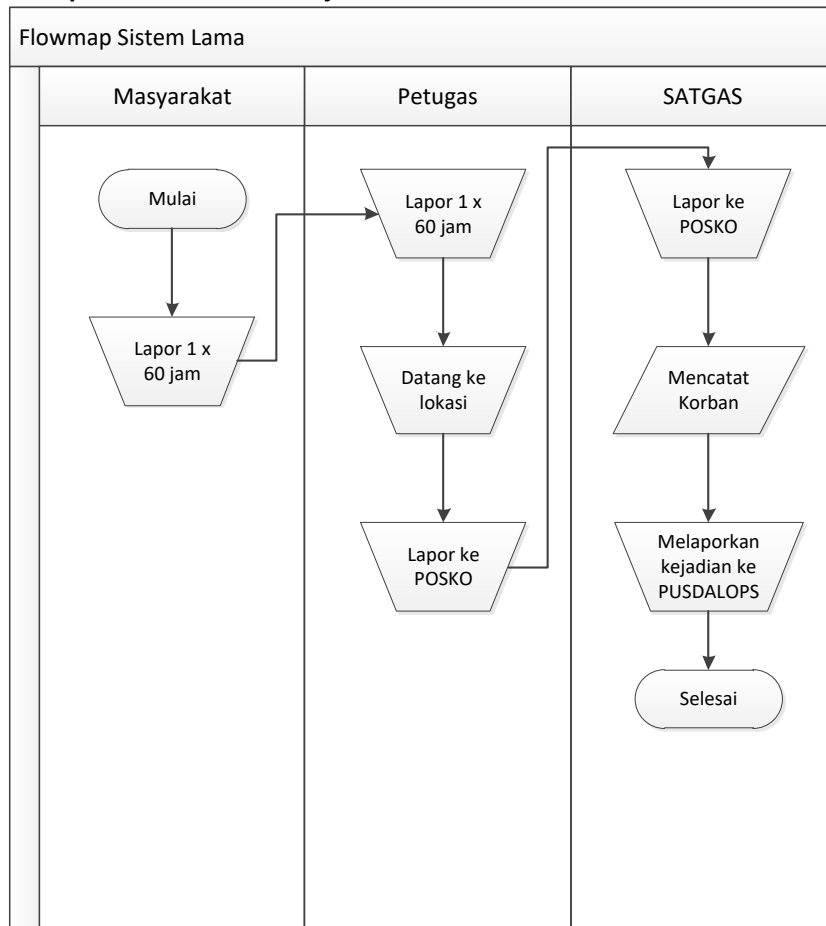 Flowmap Sistem Lama
Masyarakat
Petugas
SATGAS
Mulai
Lapor 1 x
60 jam
Lapor 1 x
60 jam
Datang ke
lokasi
Lapor ke
POSKO
Lapor ke
POSKO
Mencatat
Korban
Melaporkan
kejadian ke
PUSDALOPS
Selesai